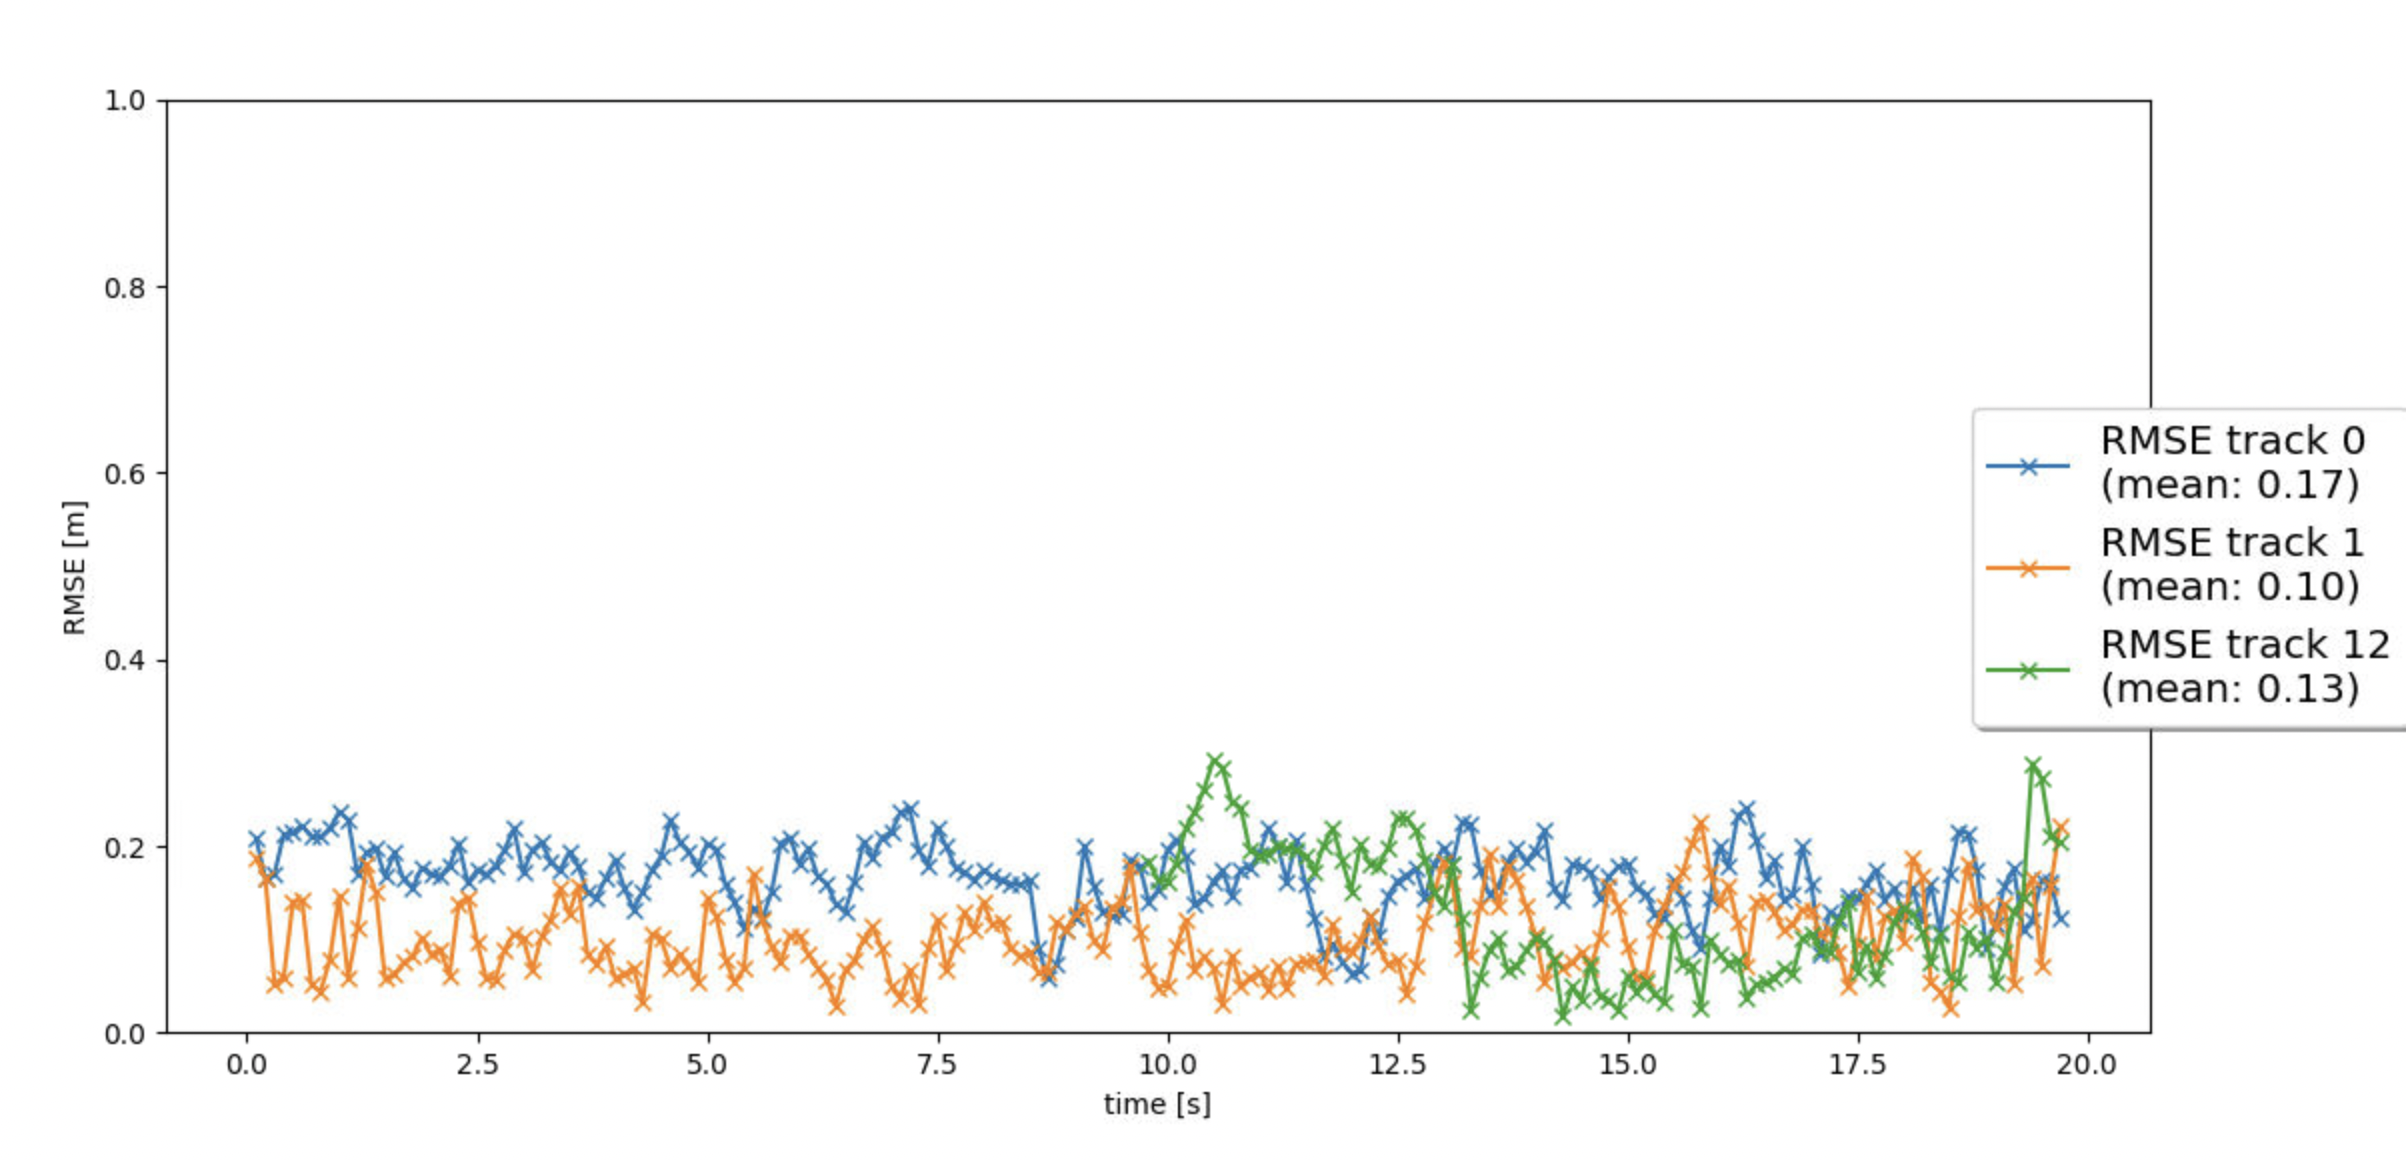 1.0
0.8
0.6
0.4
0.2
0.0
RMSE [m]
0.0 2.5 5.0 7.5 10.0 12.5 15.0 17.5 20.0
time [s]
RMSE track 0
(mean: 0.17)
RMSE track 1
(mean: 0.10)
RMSE track 12
(mean: 0.13)